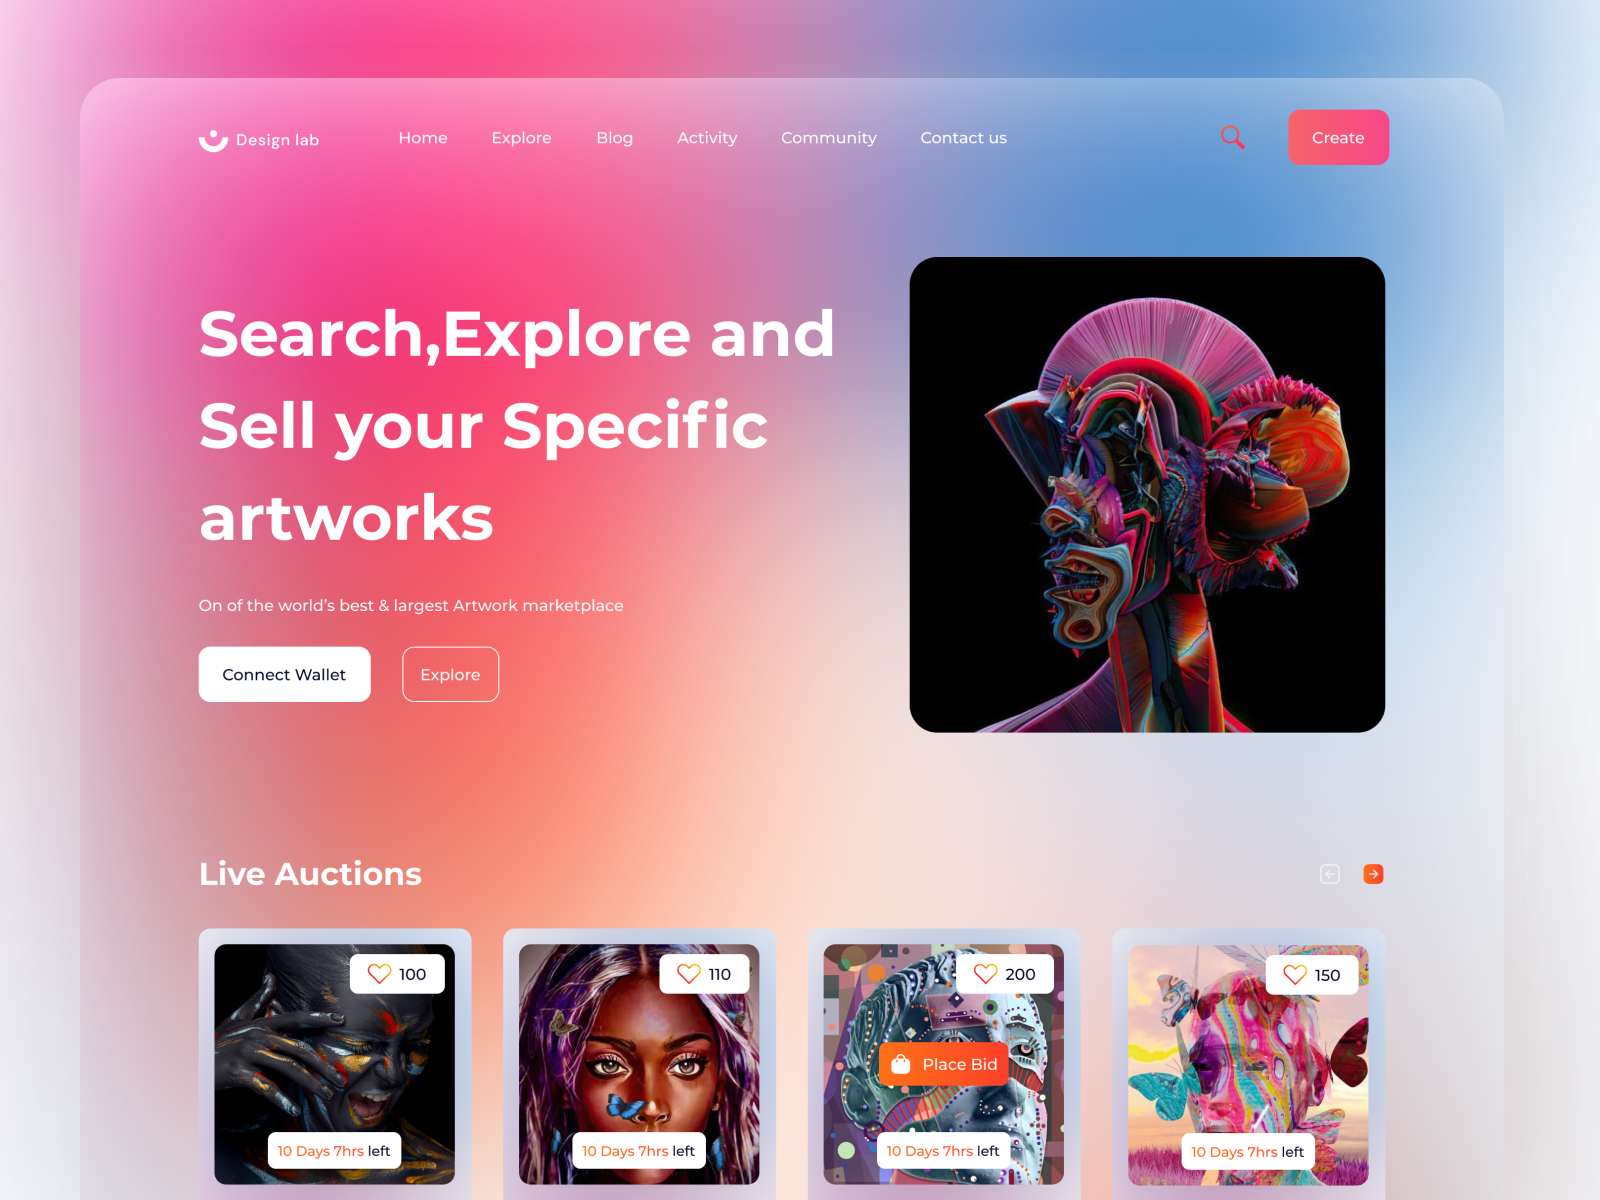 Design lab
Home
Explore
Blog
Activity
Community
Contact us
Create
Search,Explore and
Sell your Specific
artworks
On of the world's best & largest Artwork marketplace
Connect Wallet
Explore
Live Auctions
100
110
200
150
Place Bid
10 Days 7hrs left
10 Days 7hrs left
10 Days 7hrs left
10 Days 7hrs left